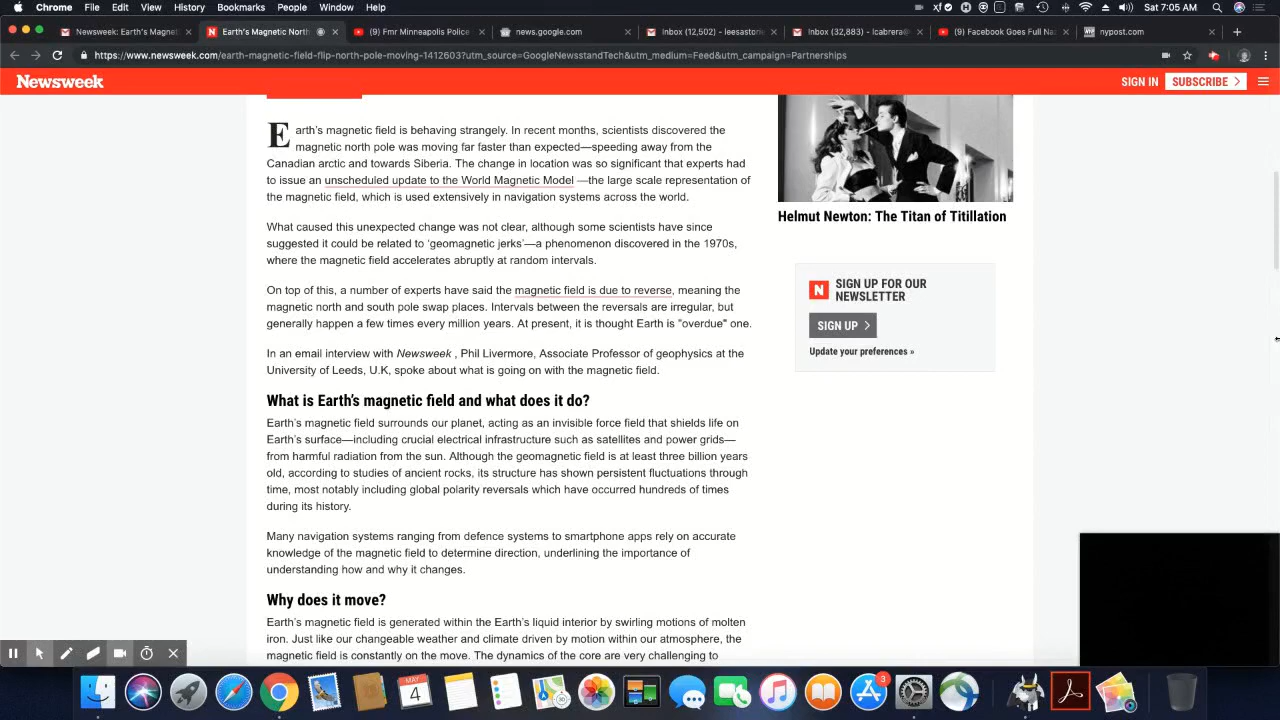 Chrome File Edit View History Bookmarks People Window Help Sat 7:05 AM
Newsweek: Earth's Magnet
Earth's Magnetic North
(9) Fmr Minneapolis Police
news.google.com
Inbox (12,502) - leesaston
Inbox (32,883) - lcabrera@
(9) Facebook Goes Full Na
nypost.com
https://www.newsweek.com/earth-magnetic-field-flip-north-pole-moving-1412603?utm_source=GoogleNewsstandTech&utm_medium=Feed&utm_campaign=Partnerships
Newsweek
SIGN IN SUBSCRIBE
Earth's magnetic field is behaving strangely. In recent months, scientists discovered the
magnetic north pole was moving far faster than expected—speeding away from the
Canadian arctic and towards Siberia. The change in location was so significant that experts had
to issue an unscheduled update to the World Magnetic Model —the large scale representation of
the magnetic field, which is used extensively in navigation systems across the world.
What caused this unexpected change was not clear, although some scientists have since
suggested it could be related to 'geomagnetic jerks'—a phenomenon discovered in the 1970s,
where the magnetic field accelerates abruptly at random intervals.
On top of this, a number of experts have said the magnetic field is due to reverse, meaning the
magnetic north and south pole swap places. Intervals between the reversals are irregular, but
generally happen a few times every million years. At present, it is thought Earth is "overdue" one.
In an email interview with Newsweek , Phil Livermore, Associate Professor of geophysics at the
University of Leeds, U.K, spoke about what is going on with the magnetic field.
What is Earth's magnetic field and what does it do?
Earth's magnetic field surrounds our planet, acting as an invisible force field that shields life on
Earth's surface—including crucial electrical infrastructure such as satellites and power grids—
from harmful radiation from the sun. Although the geomagnetic field is at least three billion years
old, according to studies of ancient rocks, its structure has shown persistent fluctuations through
time, most notably including global polarity reversals which have occurred hundreds of times
during its history.
Many navigation systems ranging from defence systems to smartphone apps rely on accurate
knowledge of the magnetic field to determine direction, underlining the importance of
understanding how and why it changes.
Why does it move?
Earth's magnetic field is generated within the Earth's liquid interior by swirling motions of molten
iron. Just like our changeable weather and climate driven by motion within our atmosphere, the
magnetic field is constantly on the move. The dynamics of the core are very challenging to
Helmut Newton: The Titan of Titillation
N SIGN UP FOR OUR
NEWSLETTER
SIGN UP
Update your preferences »
MAY
4
3